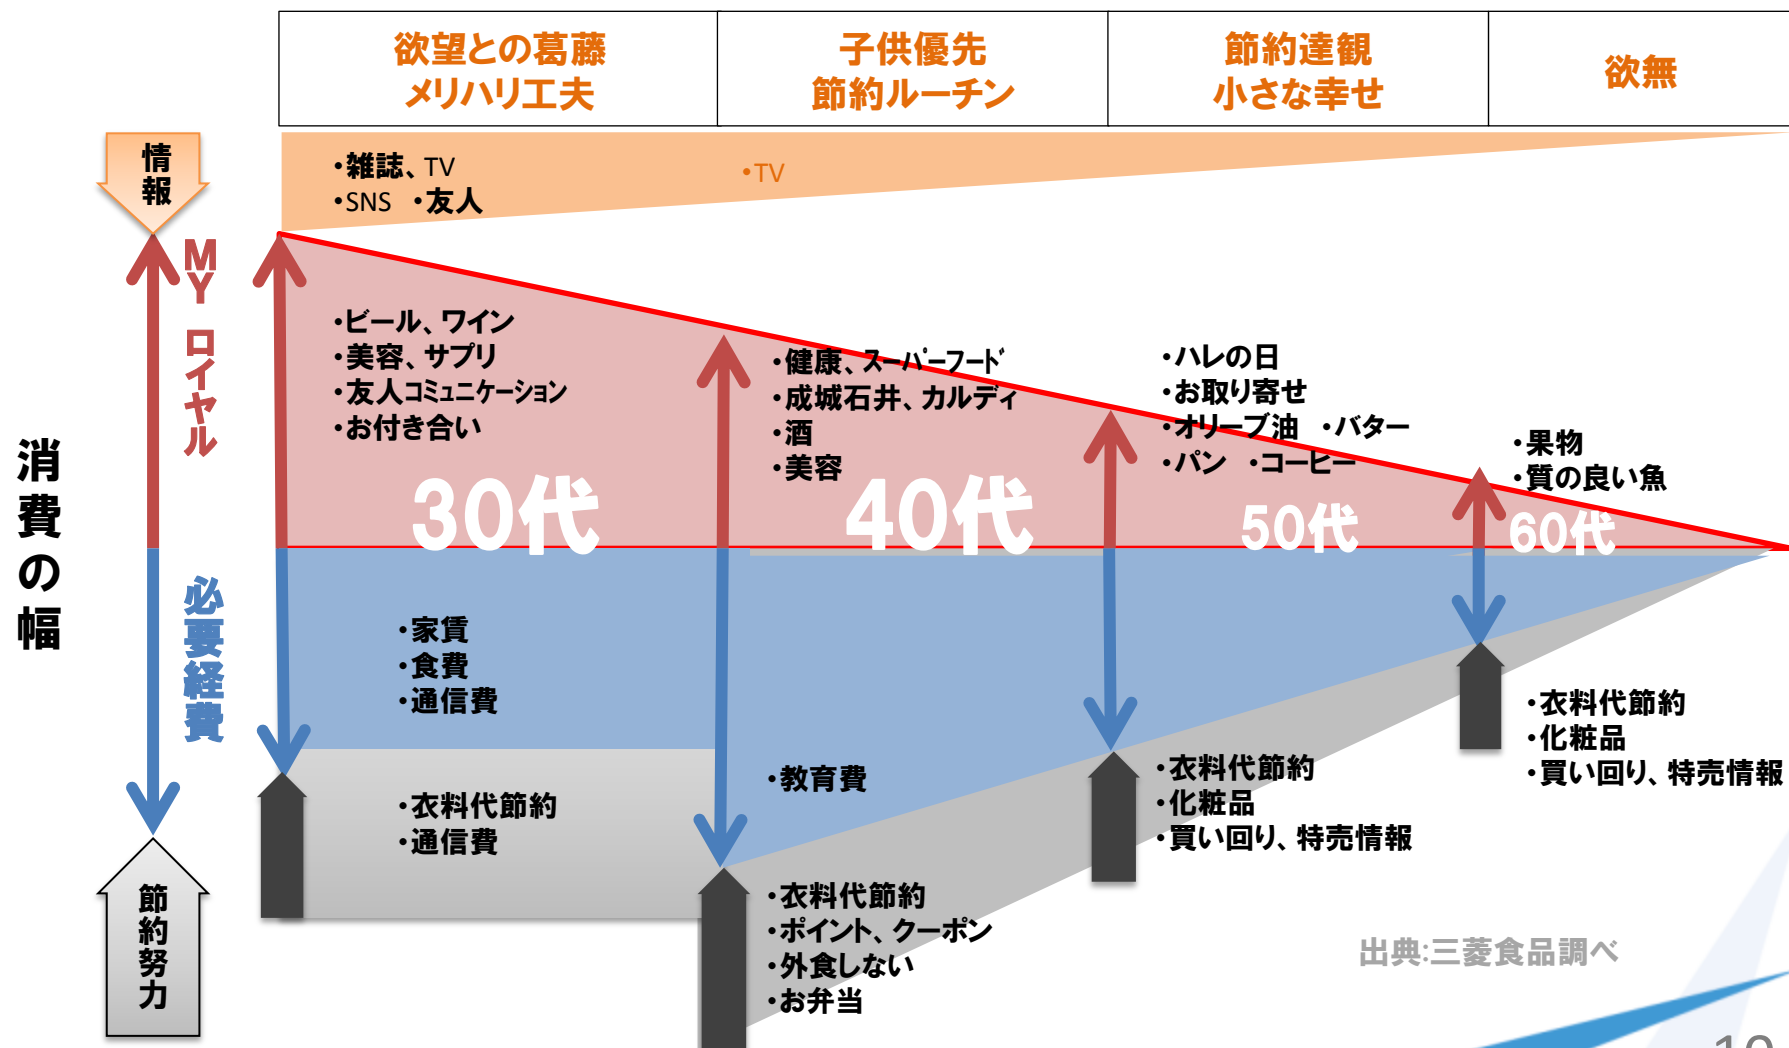 欲望との葛藤
メリハリ工夫
子供優先
節約ルーチン
節約達観
小さな幸せ
欲無
情報
・雑誌、TV
・SNS ・友人
・TV
消費の幅
MY ロイヤル
・ビール、ワイン
・美容、サプリ
・友人コミュニケーション
・お付き合い
30代
・健康、スーパーフード
・成城石井、カルディ
・酒
・美容
40代
・ハレの日
・お取り寄せ
・オリーブ油 ・バター
・パン ・コーヒー
50代
・果物
・質の良い魚
60代
必要経費
・家賃
・食費
・通信費
・教育費
節約努力
・衣料代節約
・通信費
・衣料代節約
・ポイント、クーポン
・外食しない
・お弁当
・衣料代節約
・化粧品
・買い回り、特売情報
・衣料代節約
・化粧品
・買い回り、特売情報
出典:三菱食品調べ